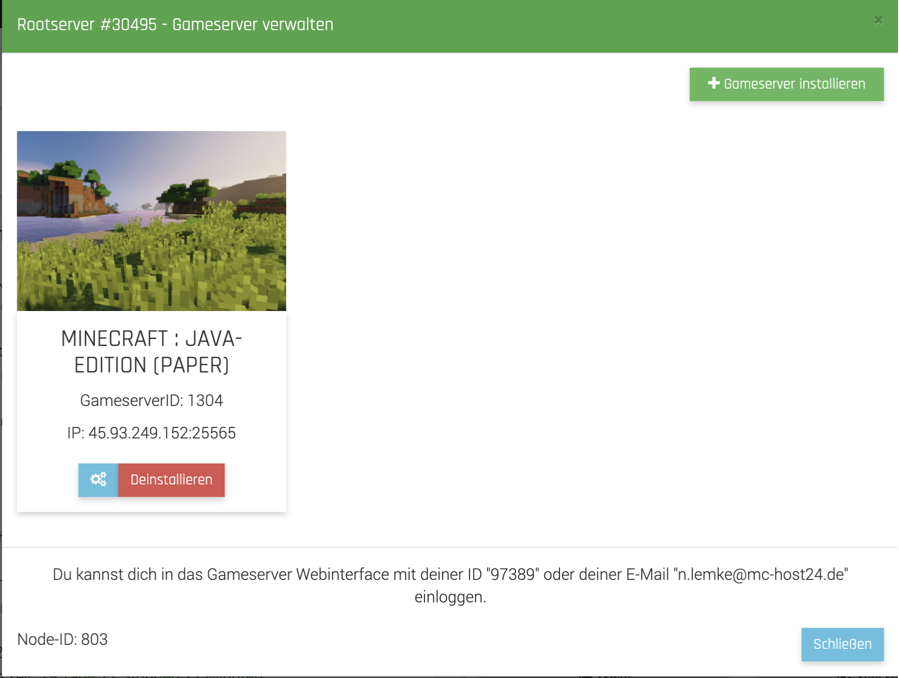 Rootserver #30495 - Gameserver verwalten
×
+ Gameserver installieren
MINECRAFT : JAVA-
EDITION (PAPER)
GameserverID: 1304
IP: 45.93.249.152:25565
Deinstallieren
Du kannst dich in das Gameserver Webinterface mit deiner ID "97389" oder deiner E-Mail "n.lemke@mc-host24.de"
einloggen.
Node-ID: 803
Schließen